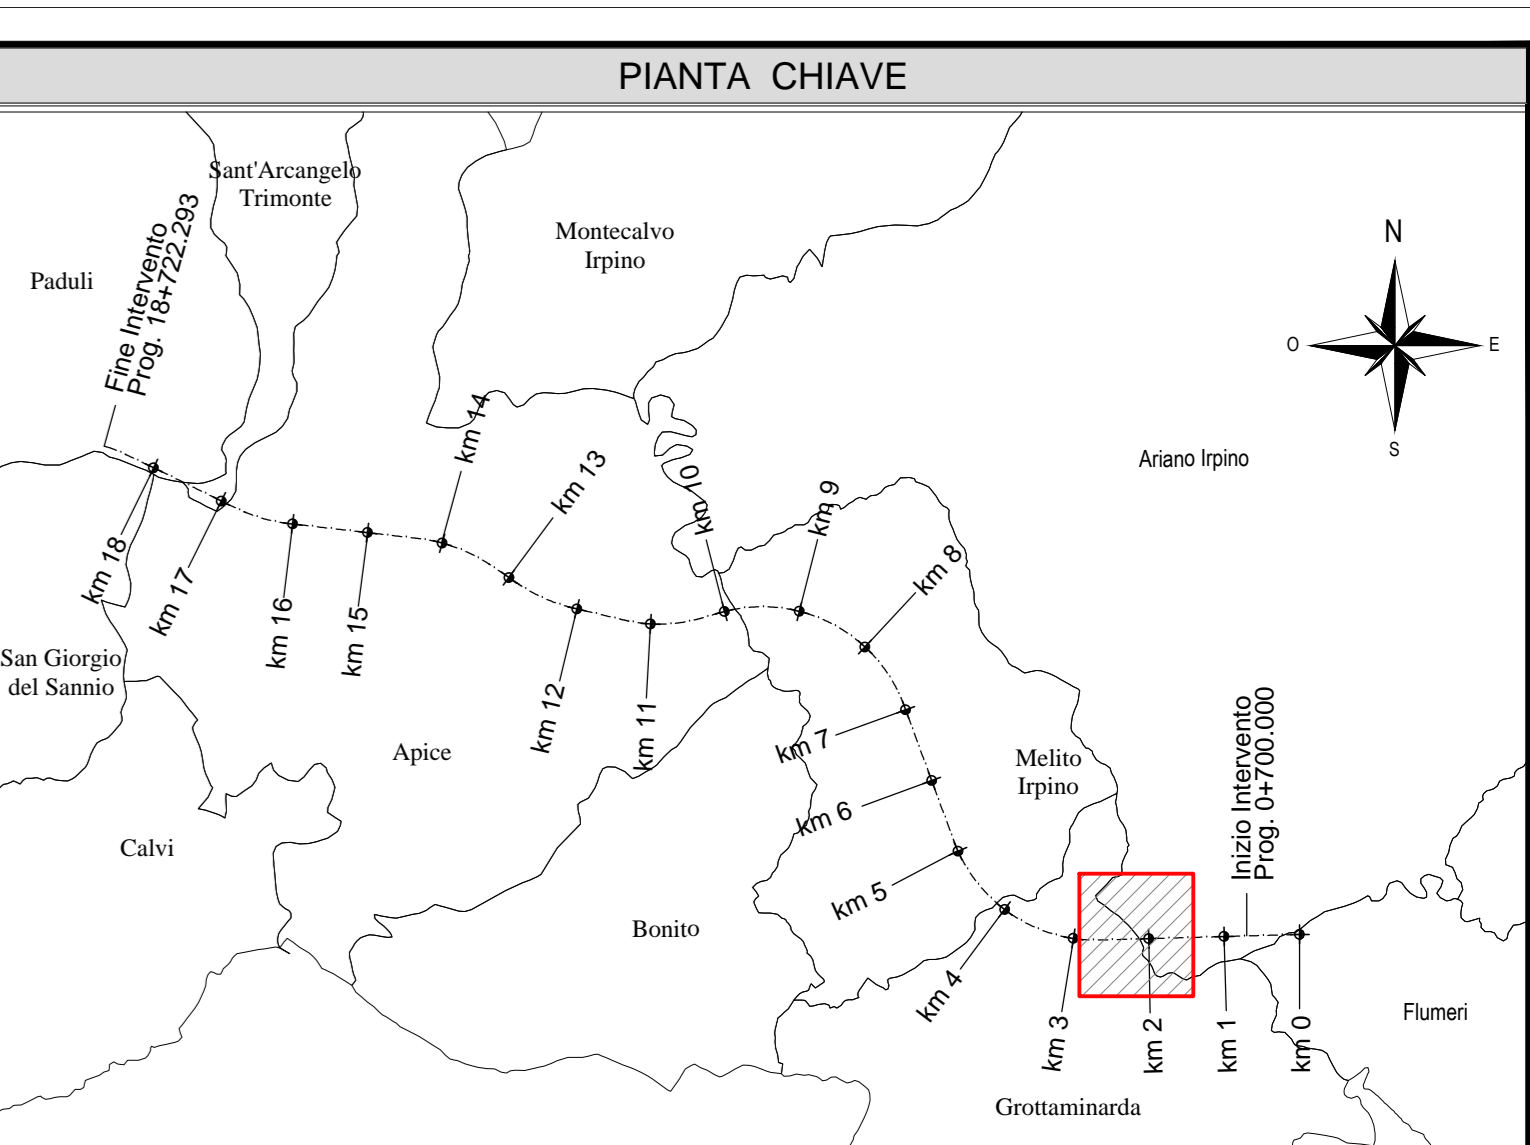 PIANTA CHIAVE
Sant'Arcangelo
Trimonte
Montecalvo
Irpino
Paduli
Fine Intervento
Prog. 18+722.293
N
O
E
S
Ariano Irpino
km 14
km 13
km 10
km 9
km 8
km 18
km 17
km 16
km 15
km 12
km 11
San Giorgio
del Sannio
Apice
km 7
Melito
Irpino
km 6
Inizio Intervento
Prog. 0+700.000
Calvi
km 5
Bonito
km 4
km 3
km 2
km 1
km 0
Flumeri
Grottaminarda